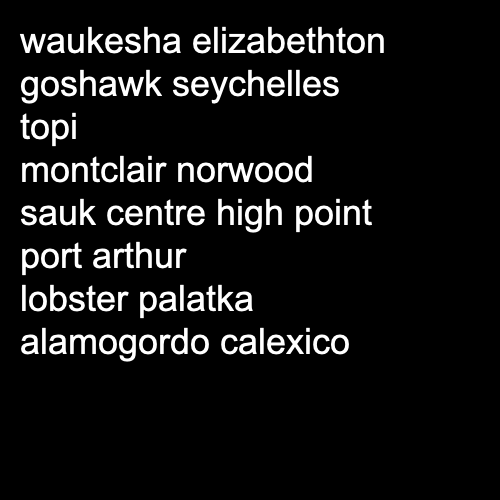 waukesha elizabethton
goshawk seychelles
topi
montclair norwood
sauk centre high point
port arthur
lobster palatka
alamogordo calexico